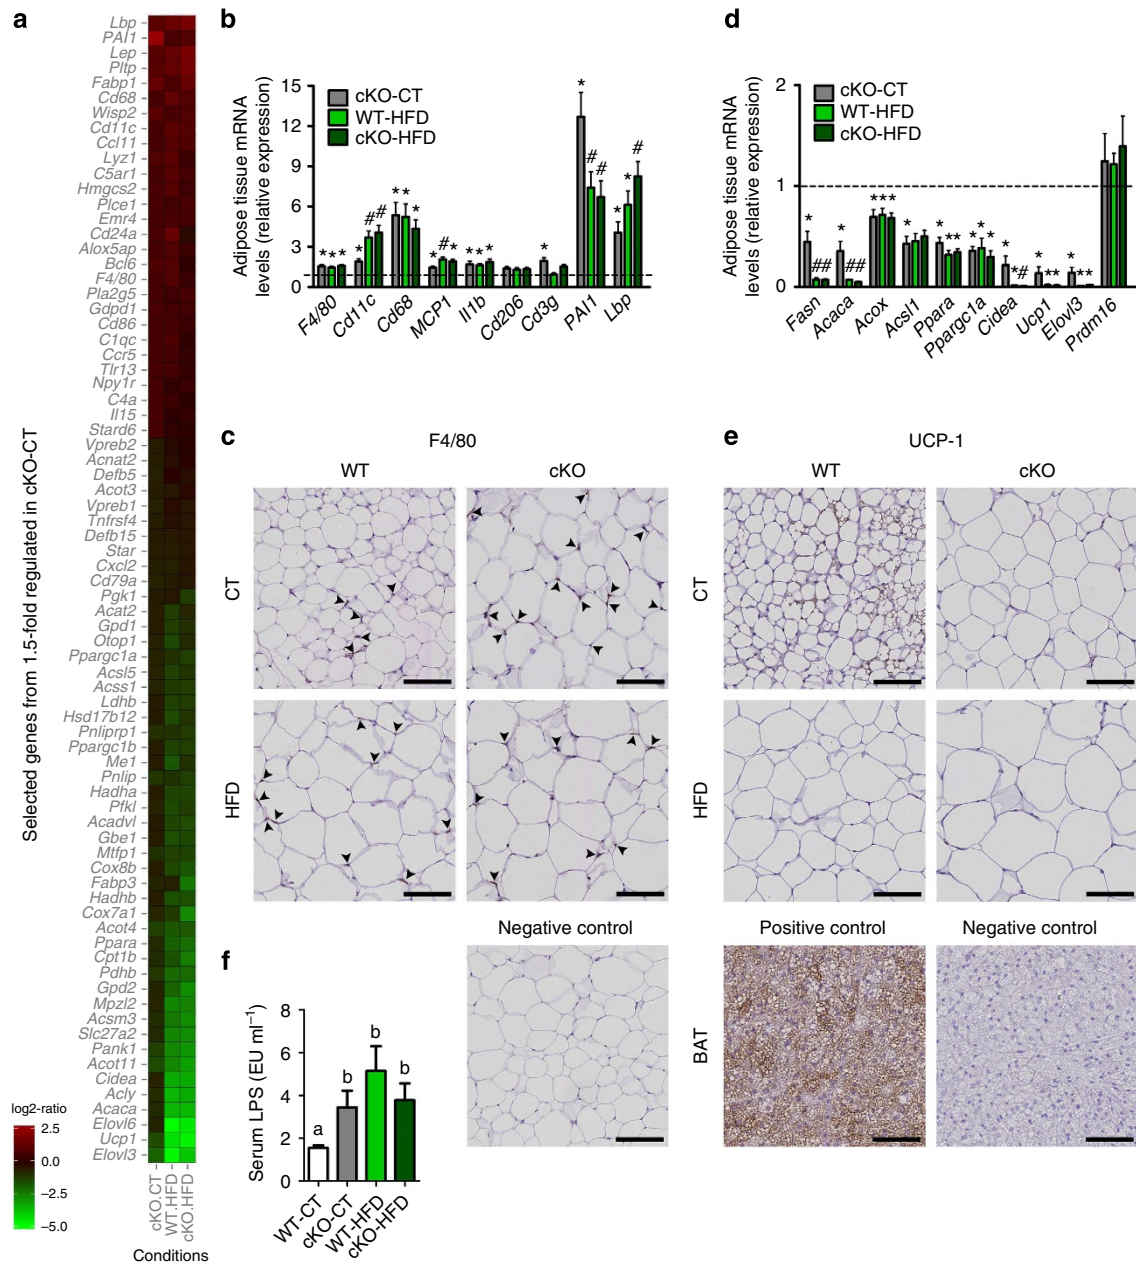 a
Selected genes from 1.5-fold regulated in cKO-CT
Lbp
PAI1
Lep
Pltp
Fabp1
Cd68
Wisp2
Cd11c
Ccl11
Lyz1
C5ar1
Hmgcs2
Plce1
Emr4
Cd24a
Alox5ap
Bcl6
F4/80
Pla2g5
Gdpd1
Cd86
C1qc
Ccr5
Tlr13
Npy1r
C4a
Il15
Stard6
Vpreb2
Acnat2
Defb5
Acot3
Vpreb1
Tnfrsf4
Defb15
Star
Cxcl2
Cd79a
Pgk1
Acat2
Gpd1
Otop1
Ppargc1a
Acsl5
Acss1
Ldhb
Hsd17b12
Pnliprp1
Ppargc1b
Me1
Pnlip
Hadha
Pfkl
Acadvl
Gbe1
Mtfp1
Cox8b
Fabp3
Hadhb
Cox7a1
Acot4
Ppara
Cpt1b
Pdhb
Gpd2
Mpzl2
Acsm3
Slc27a2
Pank1
Acot11
Cidea
Acly
Acaca
Elovl6
Ucp1
Elovl3
log2-ratio
2.5
0.0
−2.5
−5.0
cKO.CT
WT.HFD
cKO.HFD
Conditions
b
Adipose tissue mRNA
levels (relative expression)
15
12
9
6
3
0
cKO-CT
WT-HFD
cKO-HFD
* * *
* # #
* * *
* # *
* * *
*
* # #
* * #
F4/80
Cd11c
Cd68
MCP1
Il1b
Cd206
Cd3g
PAI1
Lbp
c
F4/80
WT
cKO
CT
HFD
Negative control
d
Adipose tissue mRNA
levels (relative expression)
2
1
0
cKO-CT
WT-HFD
cKO-HFD
* ##
* ##
***
*
* **
* * *
* *#
* **
* **
Fasn
Acaca
Acox
Acsl1
Ppara
Ppargc1a
Cidea
Ucp1
Elovl3
Prdm16
e
UCP-1
WT
cKO
CT
HFD
Positive control
Negative control
BAT
f
Serum LPS (EU ml⁻¹)
8
6
4
2
0
a
b
b
b
WT-CT
cKO-CT
WT-HFD
cKO-HFD